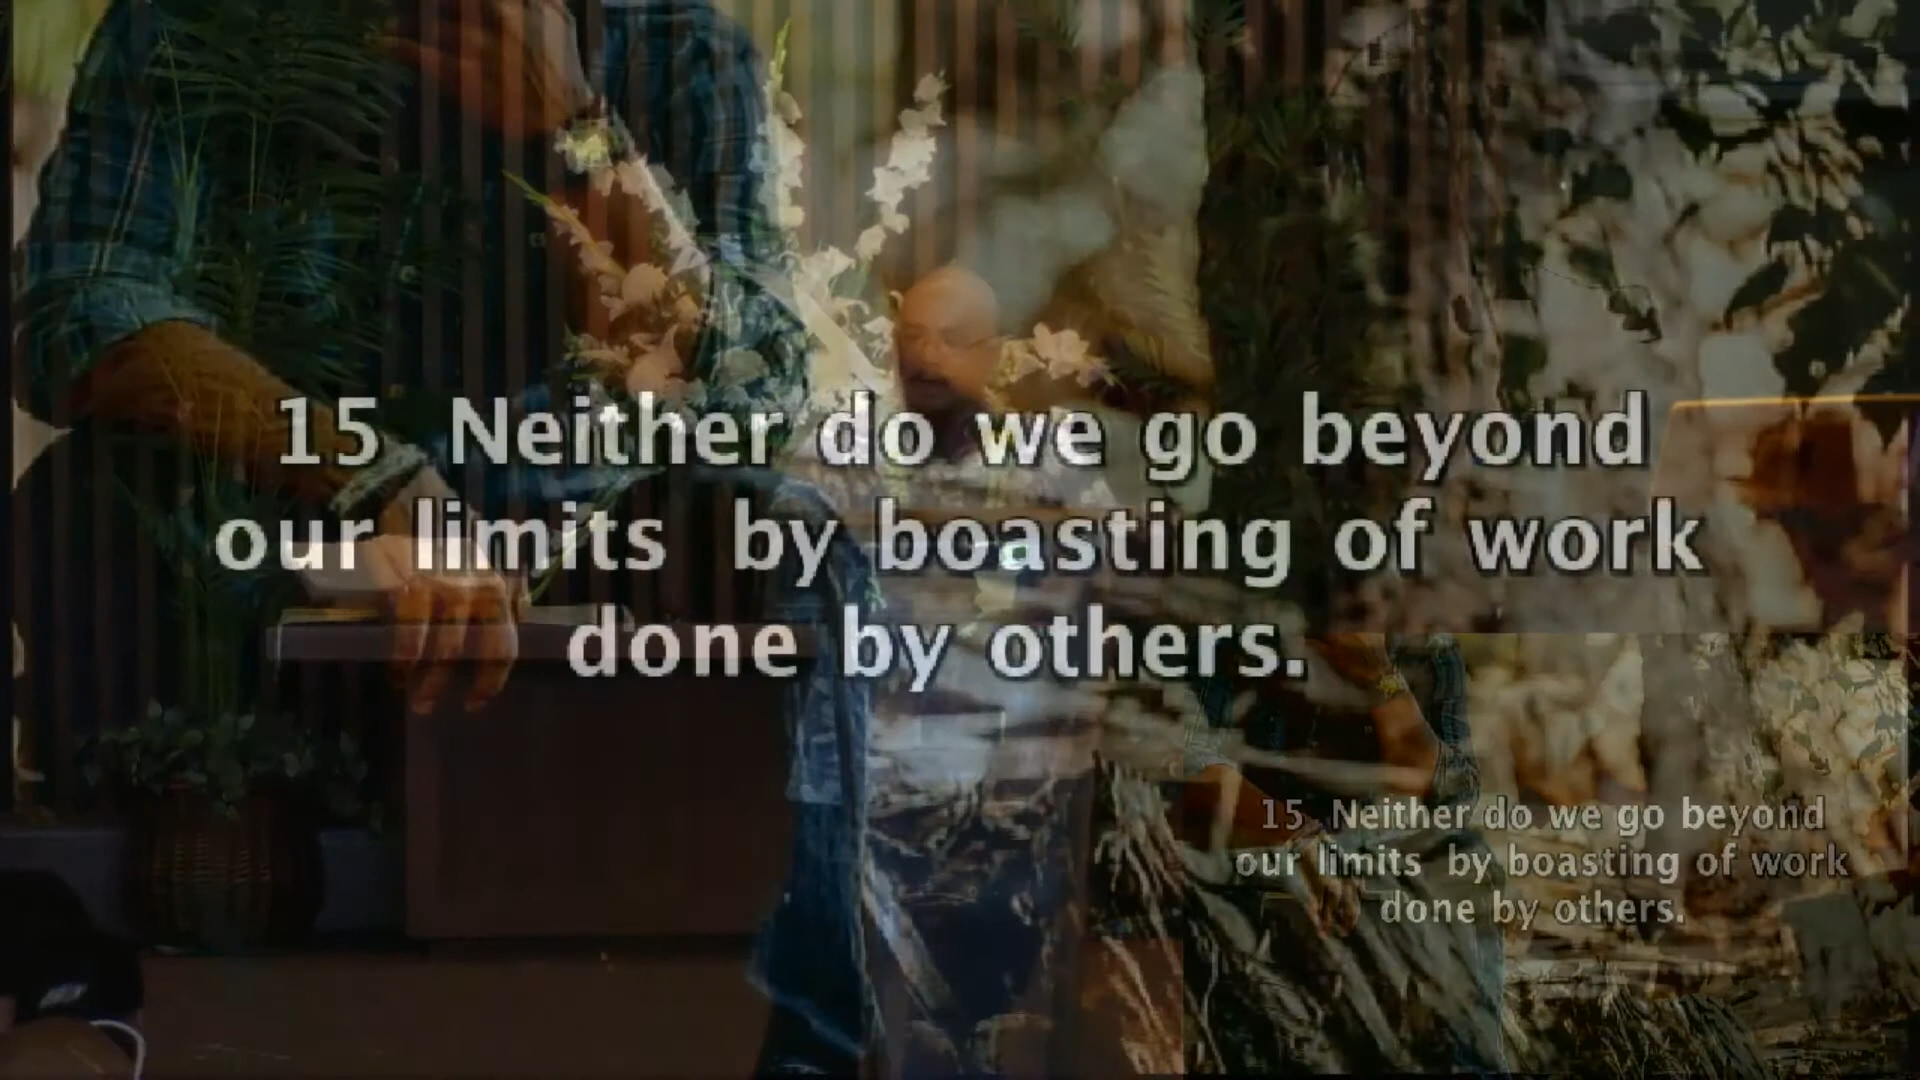 15 Neither do we go beyond
our limits by boasting of work
done by others.
15 Neither do we go beyond
our limits by boasting of work
done by others.